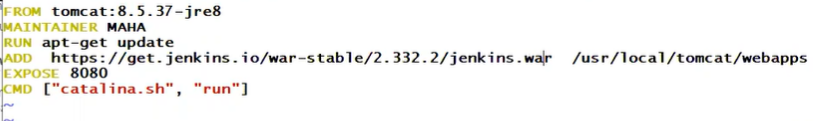 FROM tomcat:8.5.37-jre8
MAINTAINER MAHA
RUN apt-get update
ADD  https://get.jenkins.io/war-stable/2.332.2/jenkins.war  /usr/local/tomcat/webapps
EXPOSE 8080
CMD ["catalina.sh", "run"]
~
~